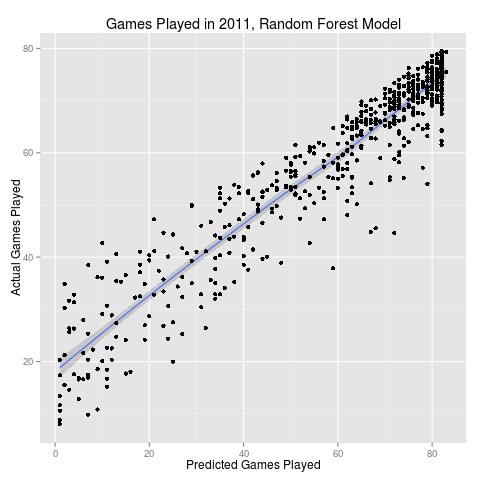 Games Played in 2011, Random Forest Model
Actual Games Played
80
60
40
20
0 20 40 60 80
Predicted Games Played